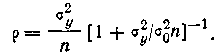 ρ = σ_y^2 / n [1 + σ_y^2/σ_0^2 n]^{-1}.